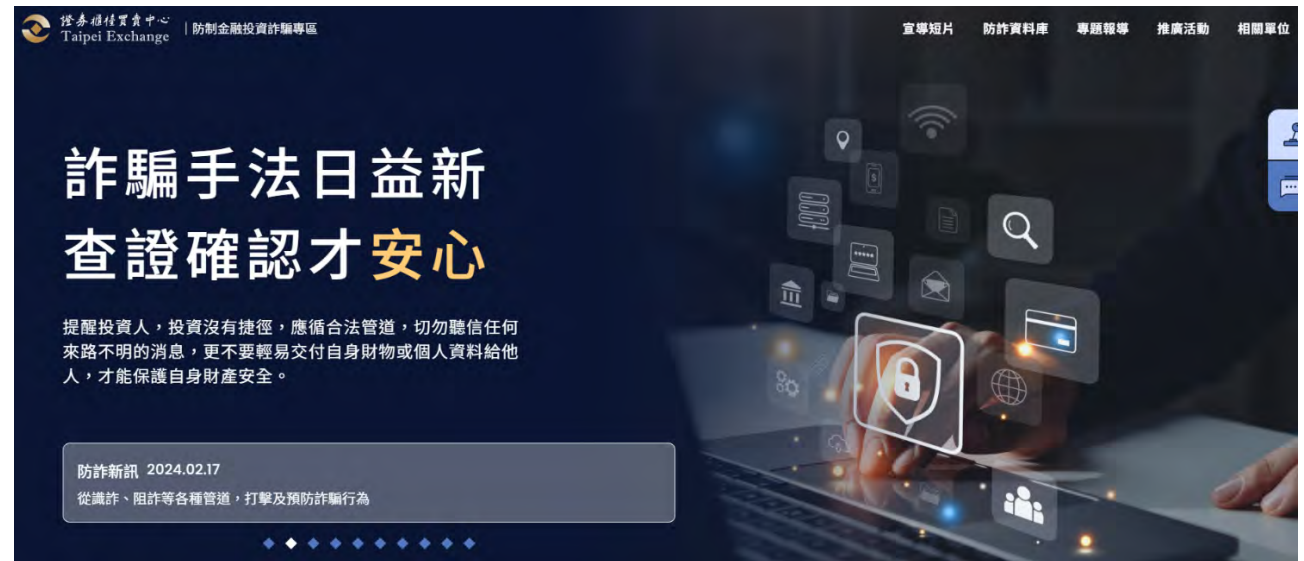 證券櫃檯買賣中心
Taipei Exchange
防制金融投資詐騙專區
宣導短片
防詐資料庫
專題報導
推廣活動
相關單位
詐騙手法日益新
查證確認才安心
提醒投資人，投資沒有捷徑，應循合法管道，切勿聽信任何
來路不明的消息，更不要輕易交付自身財物或個人資料給他
人，才能保護自身財產安全。
防詐新訊 2024.02.17
從識詐、阻詐等各種管道，打擊及預防詐騙行為